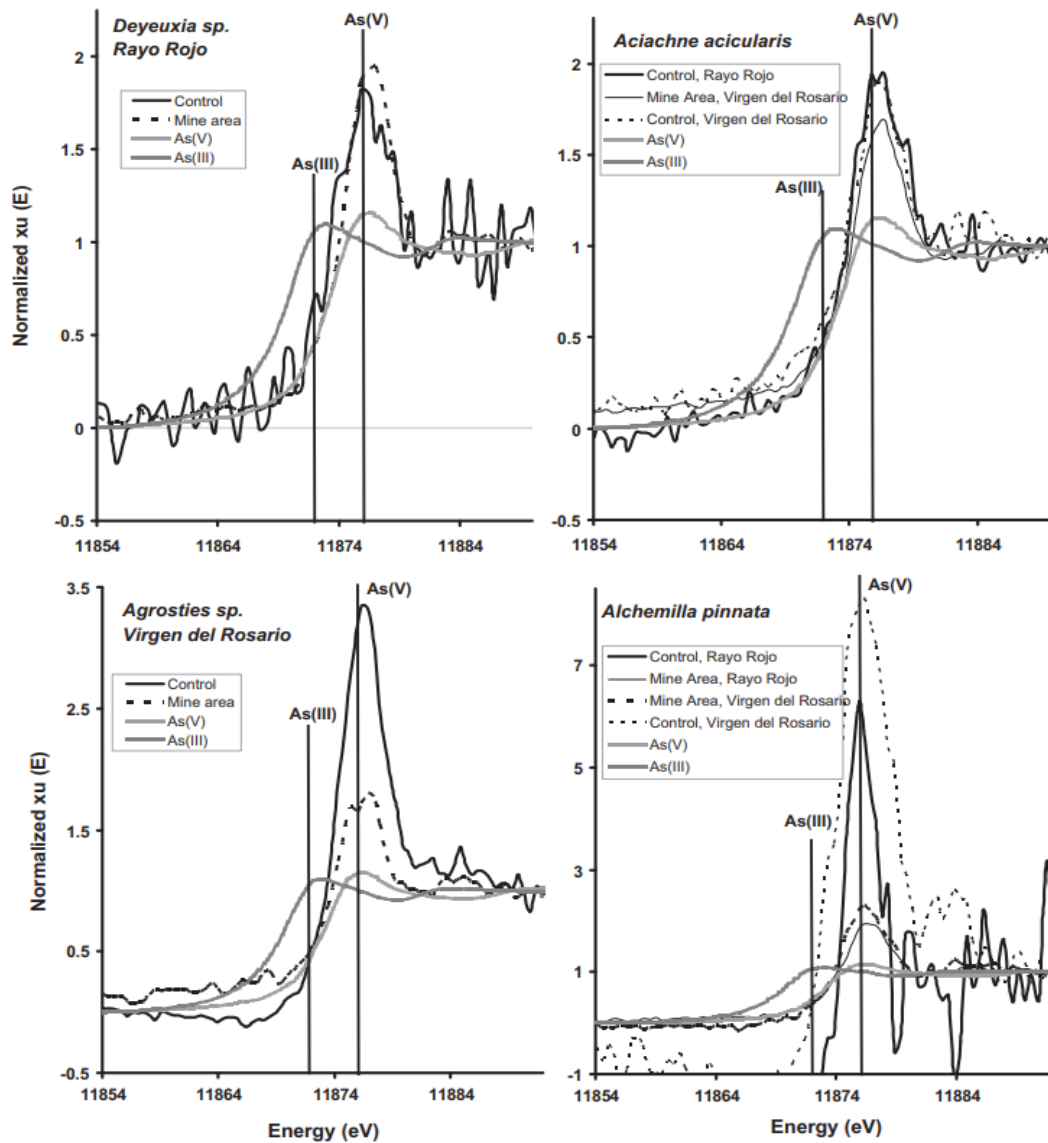 Deyeuxia sp.
Rayo Rojo
As(V)
Control
Mine area
As(V)
As(III)
As(III)
Normalized xu (E)
2
1.5
1
0.5
0
-0.5
11854
11864
11874
11884
Aciachne acicularis
As(V)
Control, Rayo Rojo
Mine Area, Virgen del Rosario
Control, Virgen del Rosario
As(V)
As(III)
As(III)
2
1.5
1
0.5
0
-0.5
11854
11864
11874
11884
Agrosties sp.
Virgen del Rosario
As(V)
Control
Mine area
As(V)
As(III)
As(III)
Normalized xu (E)
3.5
2.5
1.5
0.5
-0.5
11854
11864
11874
11884
Energy (eV)
Alchemilla pinnata
As(V)
Control, Rayo Rojo
Mine Area, Rayo Rojo
Mine Area, Virgen del Rosario
Control, Virgen del Rosario
As(V)
As(III)
As(III)
7
5
3
1
-1
11854
11864
11874
11884
Energy (eV)